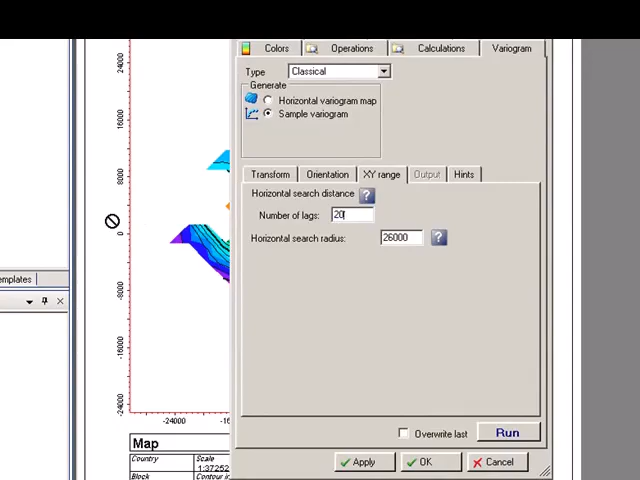 Colors Operations Calculations Variogram
Type Classical
Generate
Horizontal variogram map
Sample variogram
Transform Orientation XY range Output Hints
Horizontal search distance ?
Number of lags: 20
Horizontal search radius: 26000 ?
Overwrite last Run
Apply OK Cancel
24000
16000
8000
0
-8000
-16000
-24000
-24000 -16
emplates
Map
Country Scale
1:37252
Block Contour in